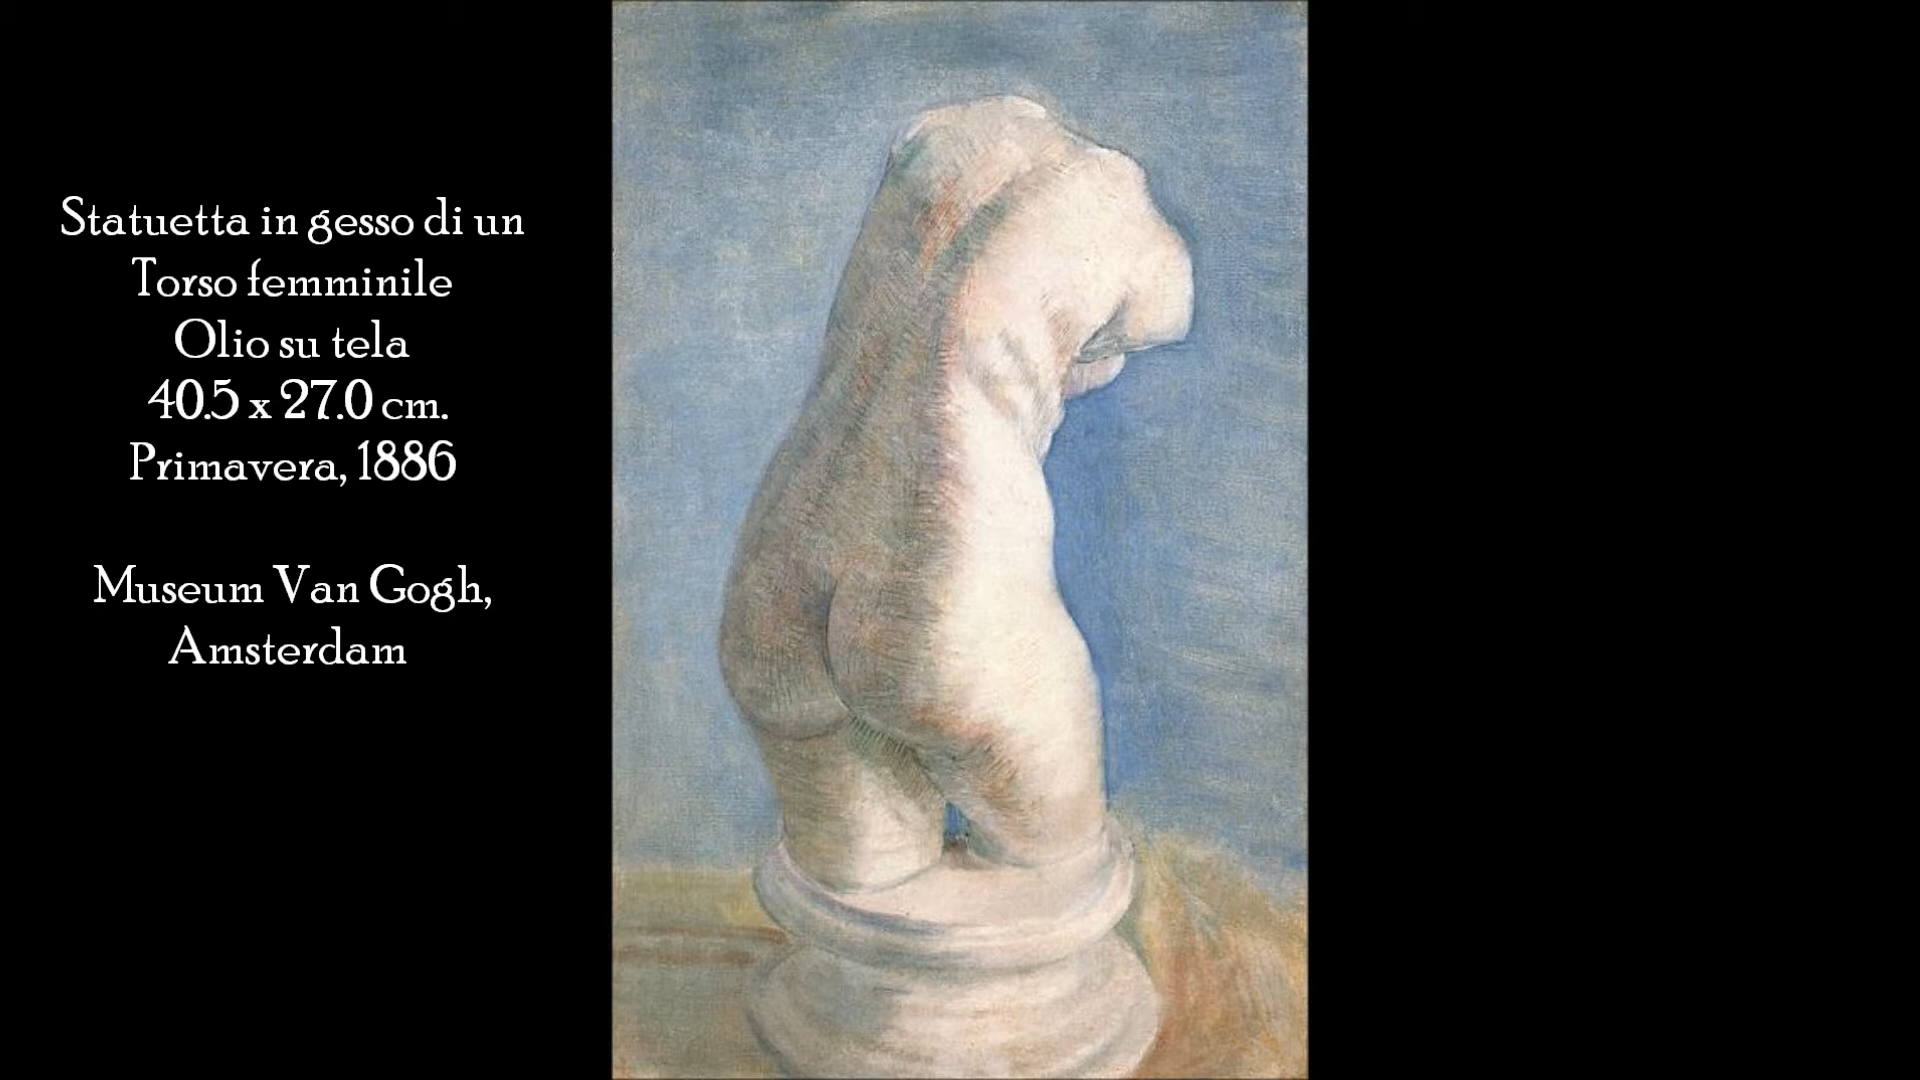 Statuetta in gesso di un
Torso femminile
Olio su tela
40.5 x 27.0 cm.
Primavera, 1886
Museum Van Gogh,
Amsterdam